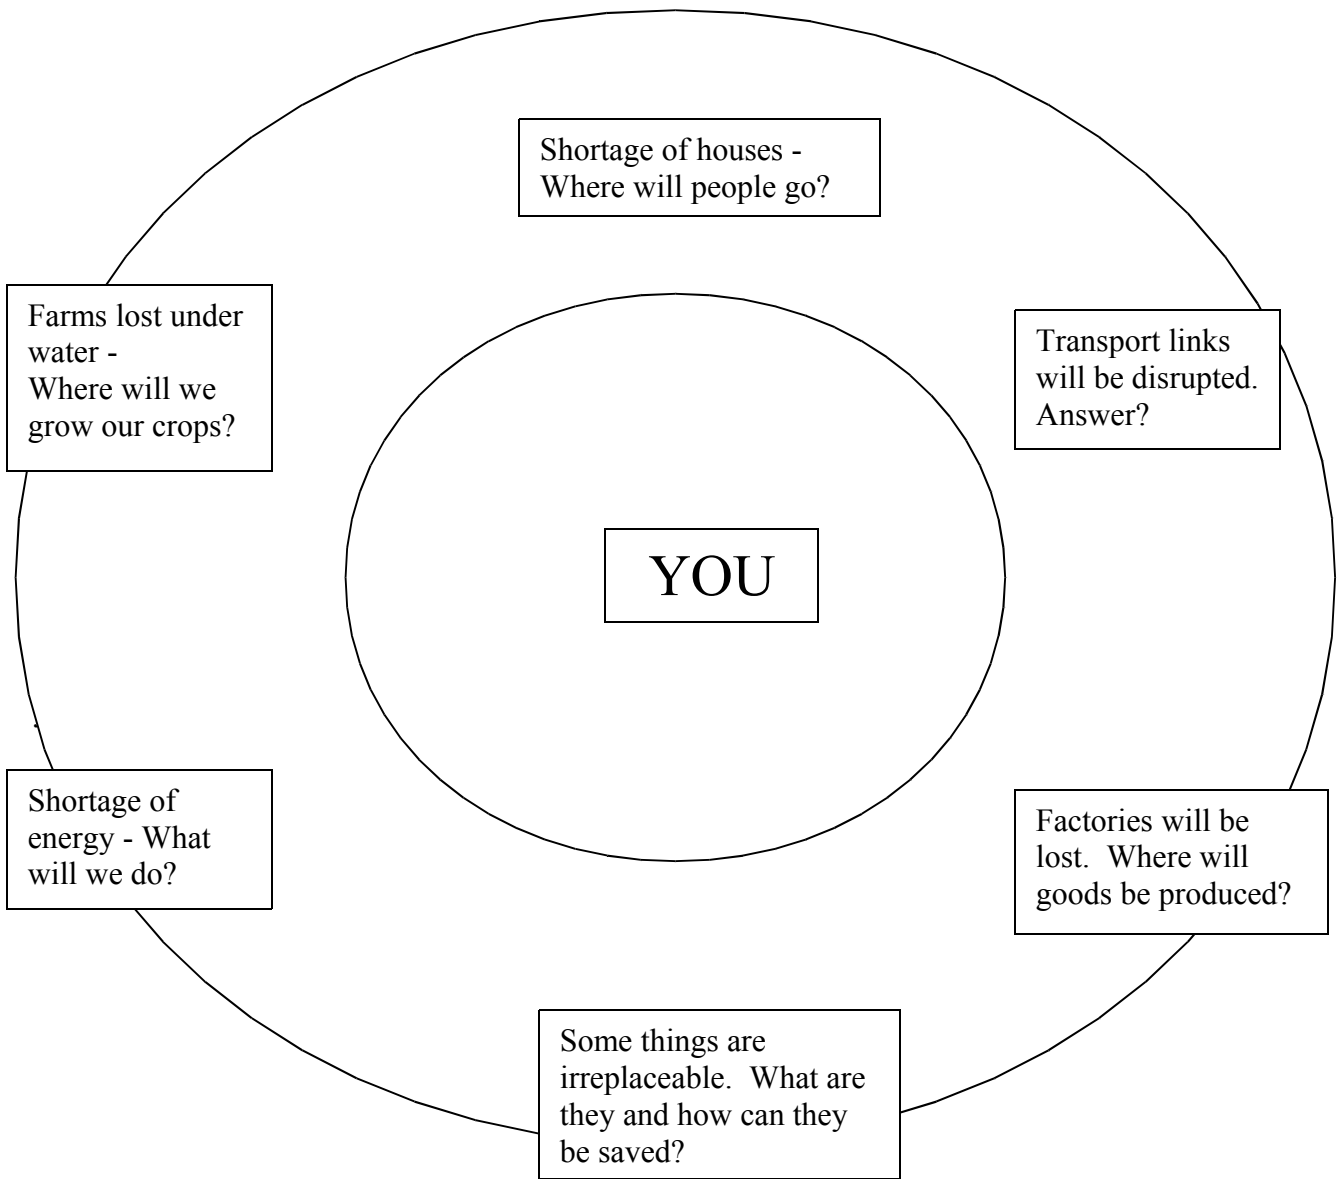 Shortage of houses -
Where will people go?
Farms lost under
water -
Where will we
grow our crops?
Transport links
will be disrupted.
Answer?
YOU
Shortage of
energy - What
will we do?
Factories will be
lost.  Where will
goods be produced?
Some things are
irreplaceable.  What are
they and how can they
be saved?